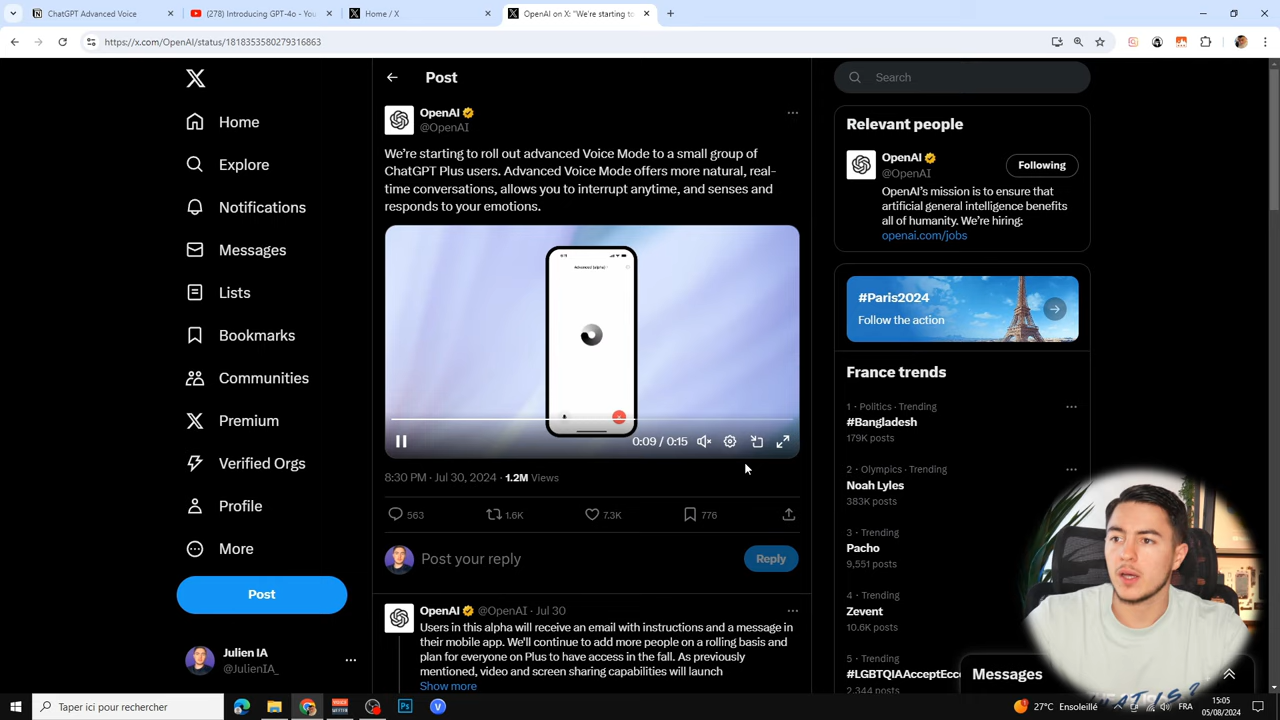 ChatGPT Advanced Voice
(278) Introducing GPT-4o - You
Home / X
OpenAI on X: "We're starting to
https://x.com/OpenAI/status/1818353580279316863
Home
Explore
Notifications
Messages
Lists
Bookmarks
Communities
Premium
Verified Orgs
Profile
More
Post
Julien IA
@JulienIA_
Post
OpenAI
@OpenAI
We're starting to roll out advanced Voice Mode to a small group of
ChatGPT Plus users. Advanced Voice Mode offers more natural, real-
time conversations, allows you to interrupt anytime, and senses and
responds to your emotions.
Advanced (alpha)
0:09 / 0:15
8:30 PM · Jul 30, 2024 · 1.2M Views
563
1.6K
7.3K
776
Post your reply
Reply
OpenAI @OpenAI · Jul 30
Users in this alpha will receive an email with instructions and a message in
their mobile app. We'll continue to add more people on a rolling basis and
plan for everyone on Plus to have access in the fall. As previously
mentioned, video and screen sharing capabilities will launch
Show more
Search
Relevant people
OpenAI
@OpenAI
Following
OpenAI's mission is to ensure that
artificial general intelligence benefits
all of humanity. We're hiring:
openai.com/jobs
#Paris2024
Follow the action
France trends
1 · Politics · Trending
#Bangladesh
179K posts
2 · Olympics · Trending
Noah Lyles
383K posts
3 · Trending
Pacho
9,551 posts
4 · Trending
Zevent
10.6K posts
5 · Trending
#LGBTQIAAcceptEcc
2,344 posts
Messages
Taper ici pour rechercher
27°C Ensoleillé
FRA
15:05
05/08/2024